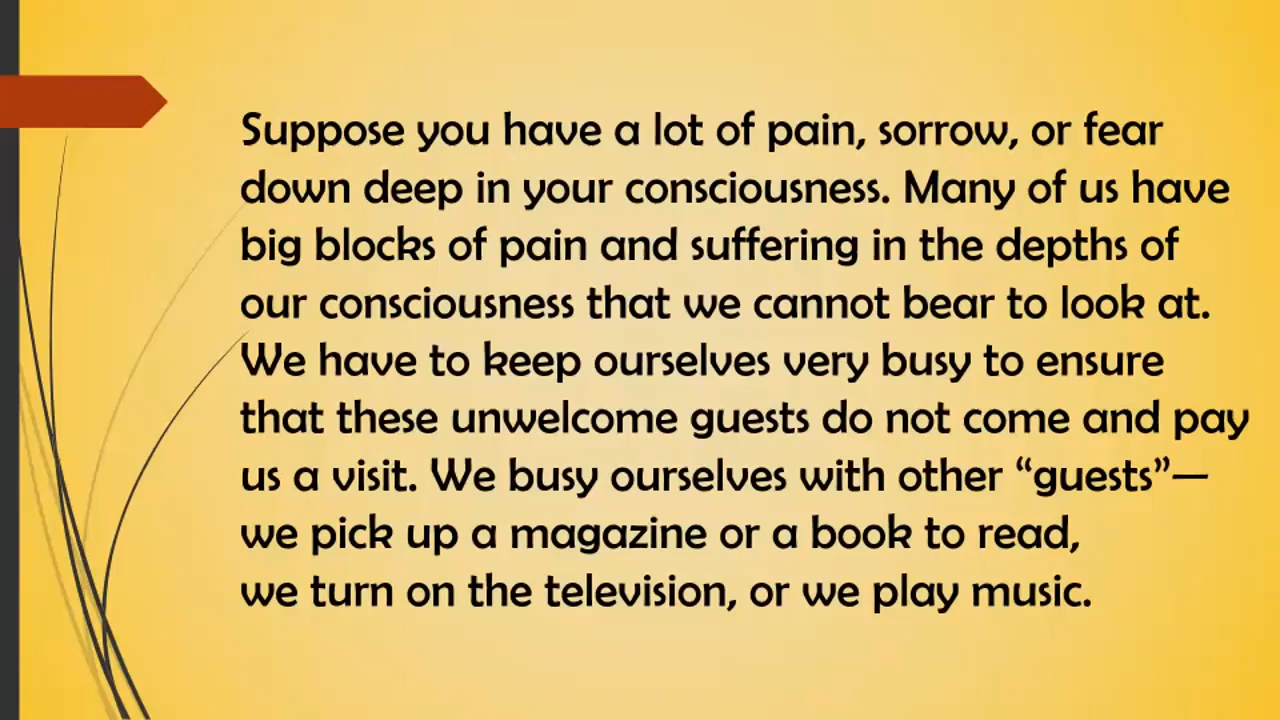 Suppose you have a lot of pain, sorrow, or fear
down deep in your consciousness. Many of us have
big blocks of pain and suffering in the depths of
our consciousness that we cannot bear to look at.
We have to keep ourselves very busy to ensure
that these unwelcome guests do not come and pay
us a visit. We busy ourselves with other “guests”—
we pick up a magazine or a book to read,
we turn on the television, or we play music.